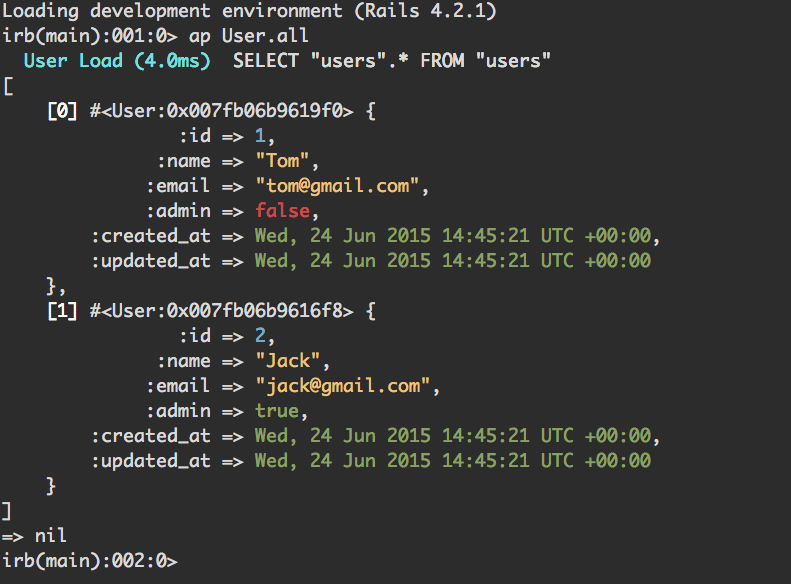 Loading development environment (Rails 4.2.1)
irb(main):001:0> ap User.all
  User Load (4.0ms)  SELECT "users".* FROM "users"
[
    [0] #<User:0x007fb06b9619f0> {
                :id => 1,
              :name => "Tom",
             :email => "tom@gmail.com",
             :admin => false,
        :created_at => Wed, 24 Jun 2015 14:45:21 UTC +00:00,
        :updated_at => Wed, 24 Jun 2015 14:45:21 UTC +00:00
    },
    [1] #<User:0x007fb06b9616f8> {
                :id => 2,
              :name => "Jack",
             :email => "jack@gmail.com",
             :admin => true,
        :created_at => Wed, 24 Jun 2015 14:45:21 UTC +00:00,
        :updated_at => Wed, 24 Jun 2015 14:45:21 UTC +00:00
    }
]
=> nil
irb(main):002:0>